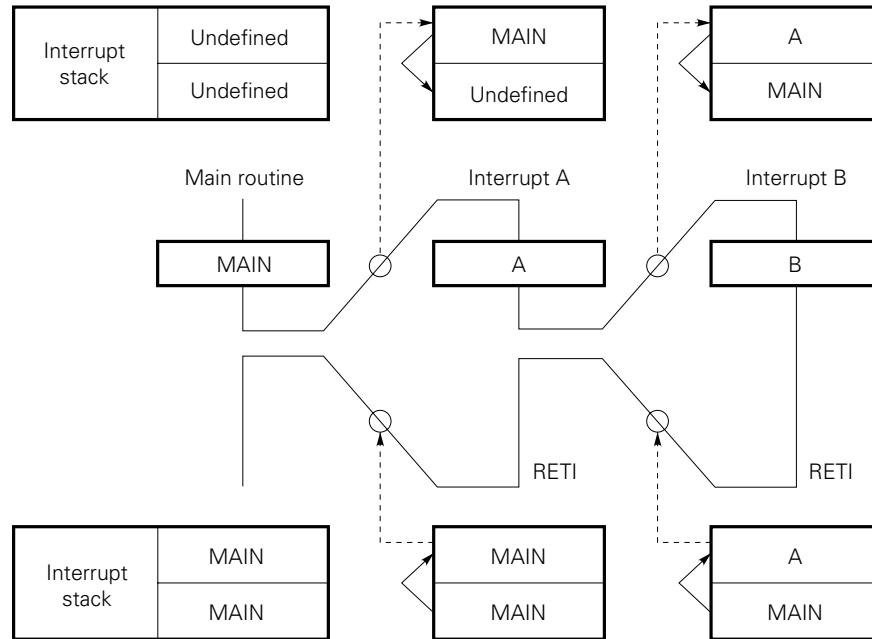 Interrupt
stack
Undefined
Undefined
MAIN
Undefined
A
MAIN
Main routine
Interrupt A
Interrupt B
MAIN
A
B
RETI
RETI
Interrupt
stack
MAIN
MAIN
MAIN
MAIN
A
MAIN